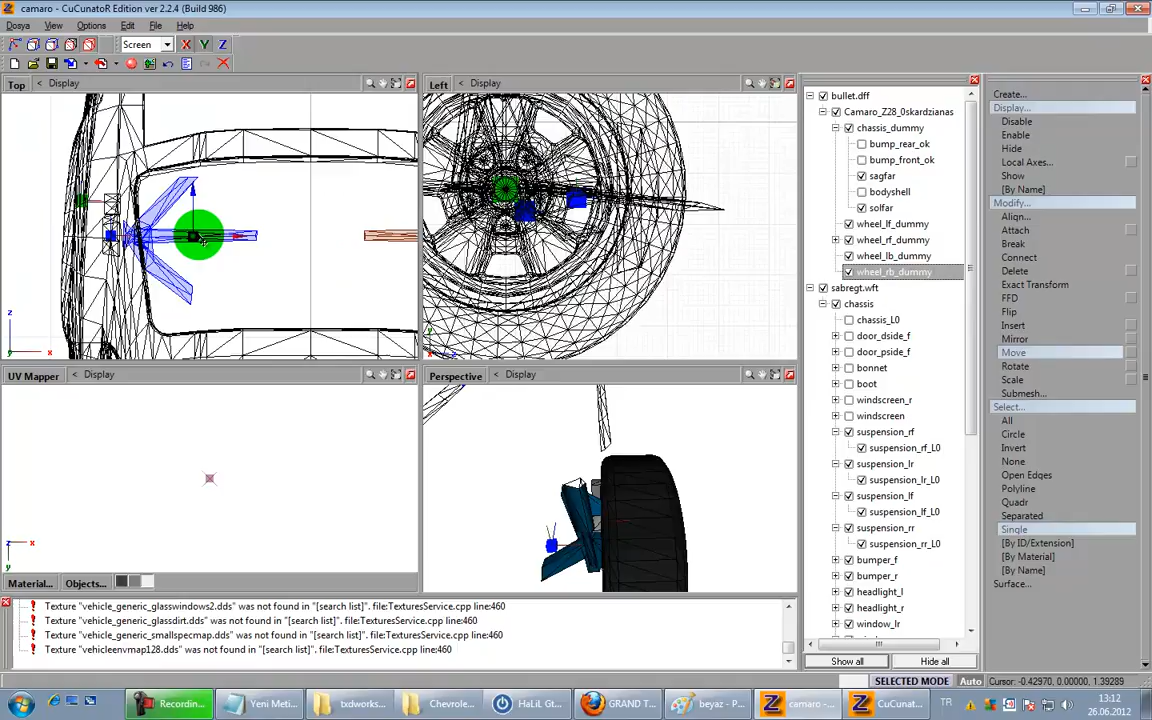 camaro - CuCunatoR Edition ver 2.2.4 ( Build 986)
Dosya View Options Edit File Help
Screen X Y Z
Top < Display
Left < Display
UV Mapper < Display
Perspective < Display
Material... Objects...
bullet.dff
Camaro_Z28_0skardzianas
chassis_dummy
bump_rear_ok
bump_front_ok
sagfar
bodyshell
solfar
wheel_lf_dummy
wheel_rf_dummy
wheel_lb_dummy
wheel_rb_dummy
sabregt.wft
chassis
chassis_L0
door_dside_f
door_pside_f
bonnet
boot
windscreen_r
windscreen
suspension_rf
suspension_rf_L0
suspension_lr
suspension_lr_L0
suspension_lf
suspension_lf_L0
suspension_rr
suspension_rr_L0
bumper_f
bumper_r
headlight_l
headlight_r
window_lr
Show all Hide all
Create...
Display...
Disable
Enable
Hide
Local Axes...
Show
[By Name]
Modify...
Align...
Attach
Break
Connect
Delete
Exact Transform
FFD
Flip
Insert
Mirror
Move
Rotate
Scale
Submesh...
Select...
All
Circle
Invert
None
Open Edges
Polyline
Quadr
Separated
Single
[By ID/Extension]
[By Material]
[By Name]
Surface...
Texture "vehicle_generic_glasswindows2.dds" was not found in "[search list]". file:TexturesService.cpp line:460
Texture "vehicle_generic_glassdirt.dds" was not found in "[search list]". file:TexturesService.cpp line:460
Texture "vehicle_generic_smallspecmap.dds" was not found in "[search list]". file:TexturesService.cpp line:460
Texture "vehicleenvmap128.dds" was not found in "[search list]". file:TexturesService.cpp line:460
SELECTED MODE Auto Cursor: -0.42970, 0.00000, 1.39289
Recordin... Yeni Meti... txdworks... Chevrole... HaLiL Gt... GRAND T... beyaz - P... camaro -... CuCunat... TR
13:12
26.06.2012